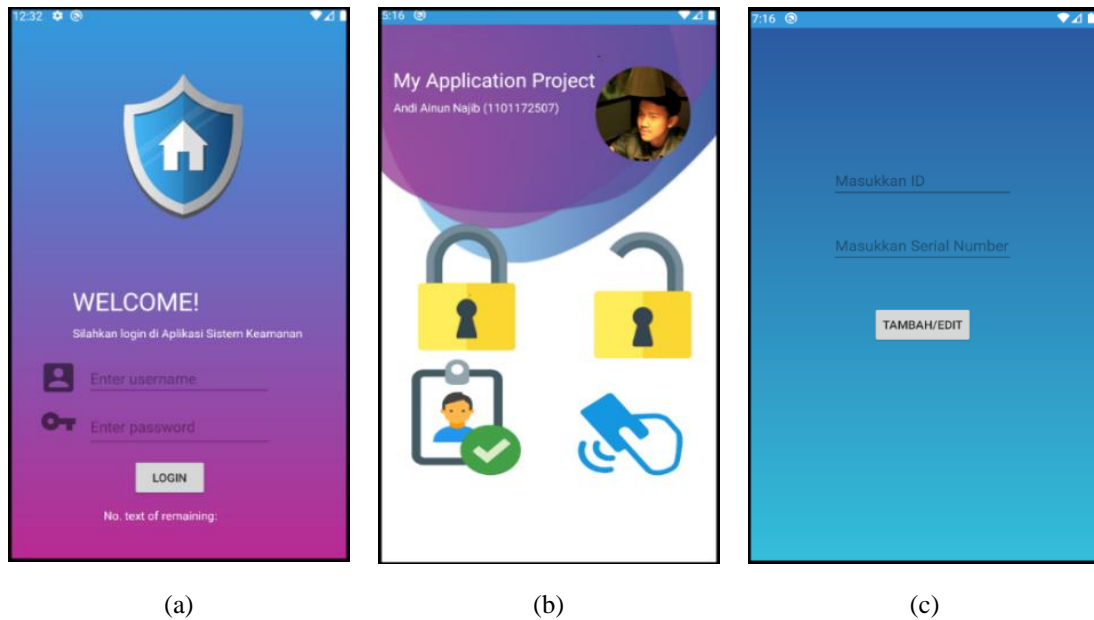 12:32
WELCOME!
Silahkan login di Aplikasi Sistem Keamanan
Enter username
Enter password
LOGIN
No. text of remaining:
(a)
5:16
My Application Project
Andi Ainun Najib (1101172507)
(b)
7:16
Masukkan ID
Masukkan Serial Number
TAMBAH/EDIT
(c)